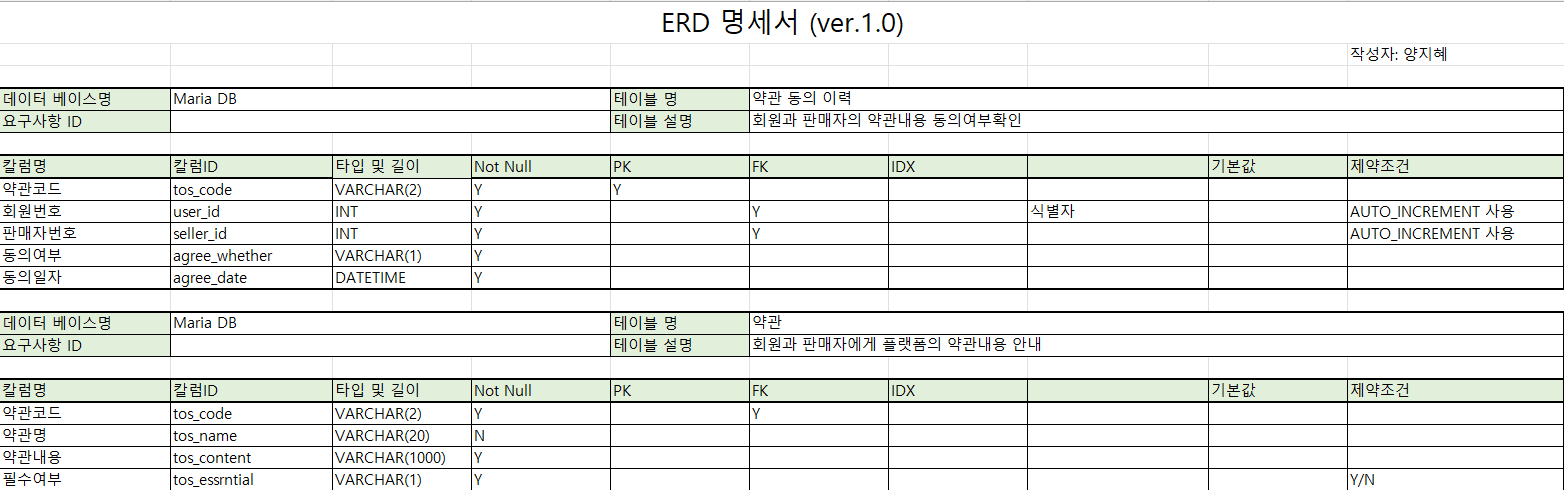 ERD 명세서 (ver.1.0)
작성자: 양지혜
데이터 베이스명 Maria DB 테이블 명 약관 동의 이력
요구사항 ID 테이블 설명 회원과 판매자의 약관내용 동의여부확인
칼럼명 칼럼ID 타입 및 길이 Not Null PK FK IDX 기본값 제약조건
약관코드 tos_code VARCHAR(2) Y Y
회원번호 user_id INT Y Y 식별자 AUTO_INCREMENT 사용
판매자번호 seller_id INT Y Y AUTO_INCREMENT 사용
동의여부 agree_whether VARCHAR(1) Y
동의일자 agree_date DATETIME Y
데이터 베이스명 Maria DB 테이블 명 약관
요구사항 ID 테이블 설명 회원과 판매자에게 플랫폼의 약관내용 안내
칼럼명 칼럼ID 타입 및 길이 Not Null PK FK IDX 기본값 제약조건
약관코드 tos_code VARCHAR(2) Y Y
약관명 tos_name VARCHAR(20) N
약관내용 tos_content VARCHAR(1000) Y
필수여부 tos_essrntial VARCHAR(1) Y Y/N